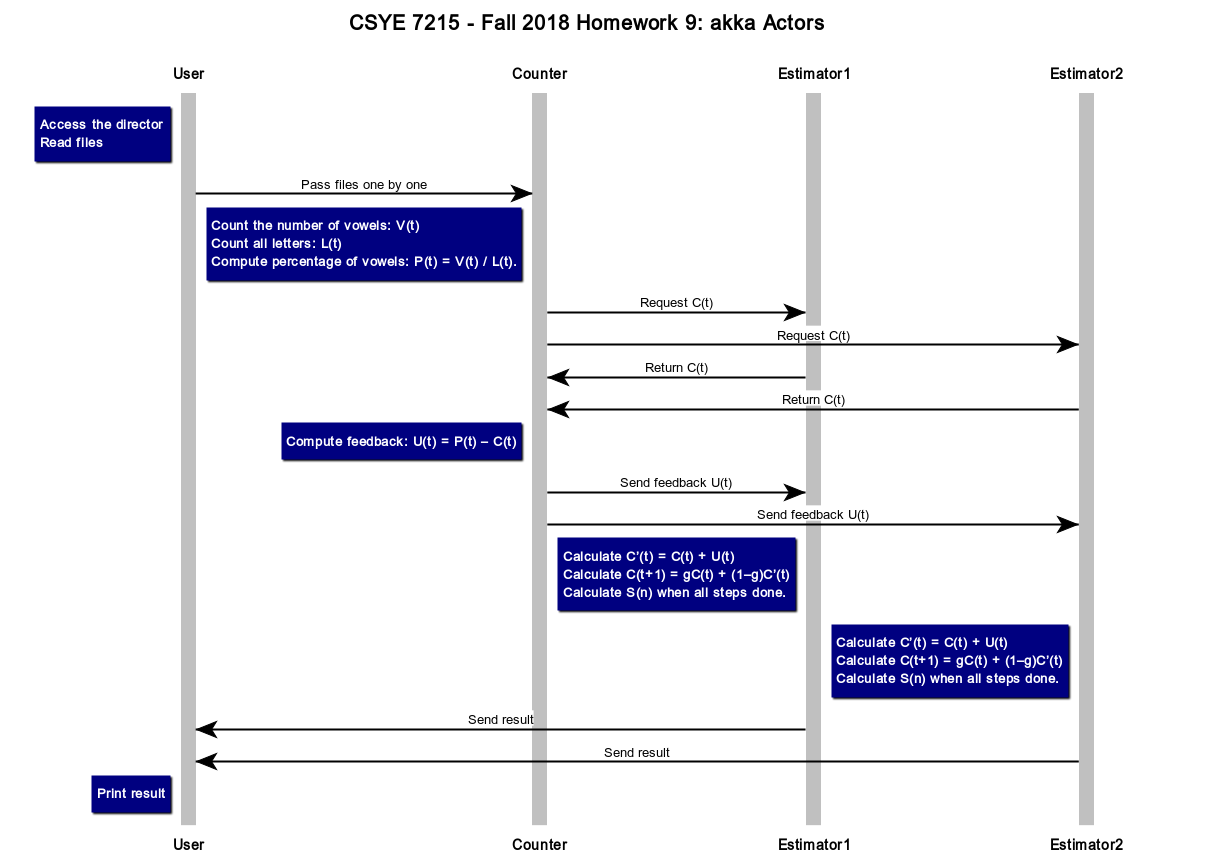 CSYE 7215 - Fall 2018 Homework 9: akka Actors
User Counter Estimator1 Estimator2
Access the director
Read files
Pass files one by one
Count the number of vowels: V(t)
Count all letters: L(t)
Compute percentage of vowels: P(t) = V(t) / L(t).
Request C(t)
Request C(t)
Return C(t)
Return C(t)
Compute feedback: U(t) = P(t) – C(t)
Send feedback U(t)
Send feedback U(t)
Calculate C’(t) = C(t) + U(t)
Calculate C(t+1) = gC(t) + (1–g)C’(t)
Calculate S(n) when all steps done.
Calculate C’(t) = C(t) + U(t)
Calculate C(t+1) = gC(t) + (1–g)C’(t)
Calculate S(n) when all steps done.
Send result
Send result
Print result
User Counter Estimator1 Estimator2